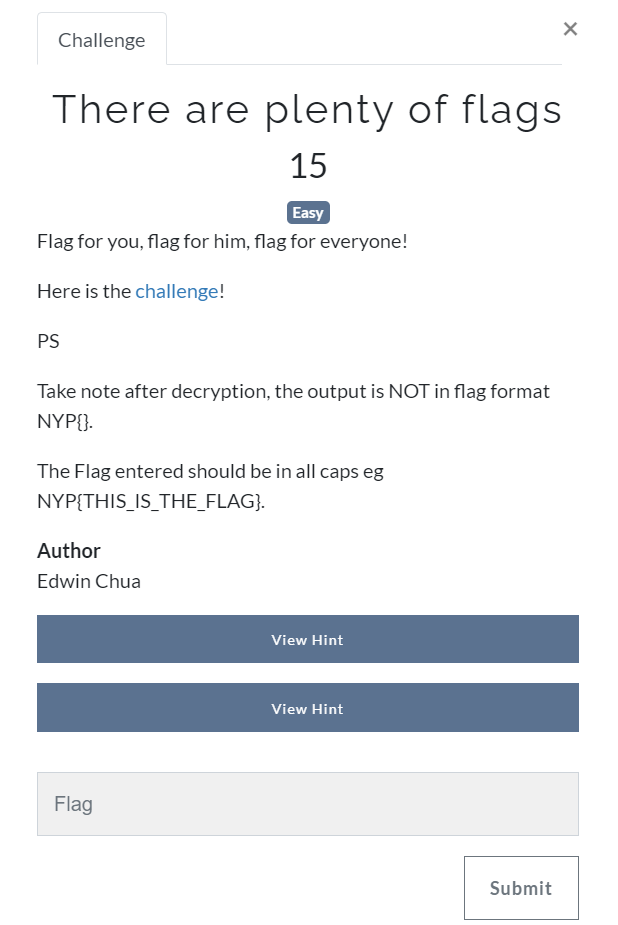 Challenge
×
There are plenty of flags
15
Easy
Flag for you, flag for him, flag for everyone!
Here is the challenge!
PS
Take note after decryption, the output is NOT in flag format
NYP{}.
The Flag entered should be in all caps eg
NYP{THIS_IS_THE_FLAG}.
Author
Edwin Chua
View Hint
View Hint
Flag
Submit